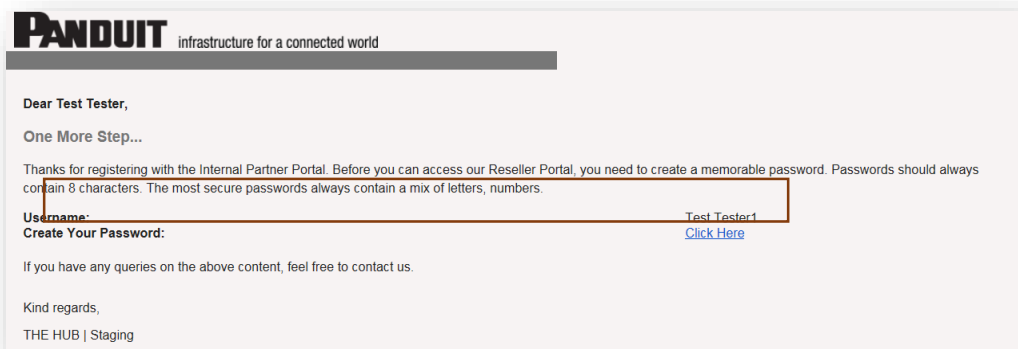 PANDUIT infrastructure for a connected world
Dear Test Tester,
One More Step...
Thanks for registering with the Internal Partner Portal. Before you can access our Reseller Portal, you need to create a memorable password. Passwords should always
contain 8 characters. The most secure passwords always contain a mix of letters, numbers.
Username: Test Tester1
Create Your Password: Click Here
If you have any queries on the above content, feel free to contact us.
Kind regards,
THE HUB | Staging